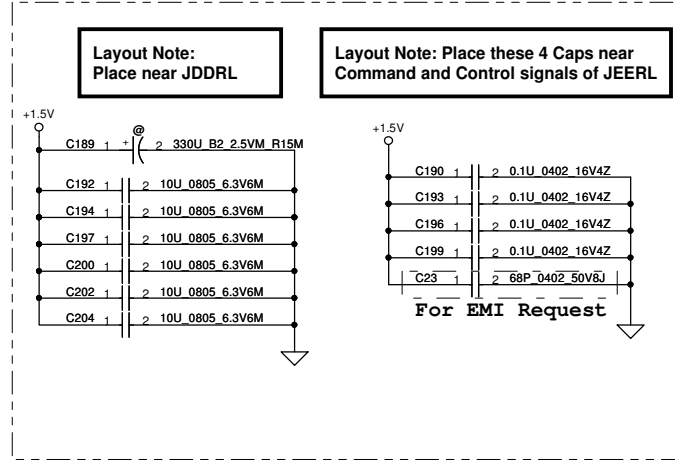 Layout Note:
Place near JDDRL
Layout Note: Place these 4 Caps near
Command and Control signals of JEERL
+1.5V
@
C189 1 + 2 330U_B2_2.5VM_R15M
C192 1 2 10U_0805_6.3V6M
C194 1 2 10U_0805_6.3V6M
C197 1 2 10U_0805_6.3V6M
C200 1 2 10U_0805_6.3V6M
C202 1 2 10U_0805_6.3V6M
C204 1 2 10U_0805_6.3V6M
+1.5V
C190 1 2 0.1U_0402_16V4Z
C193 1 2 0.1U_0402_16V4Z
C196 1 2 0.1U_0402_16V4Z
C199 1 2 0.1U_0402_16V4Z
C23 1 2 68P_0402_50V8J
For EMI Request